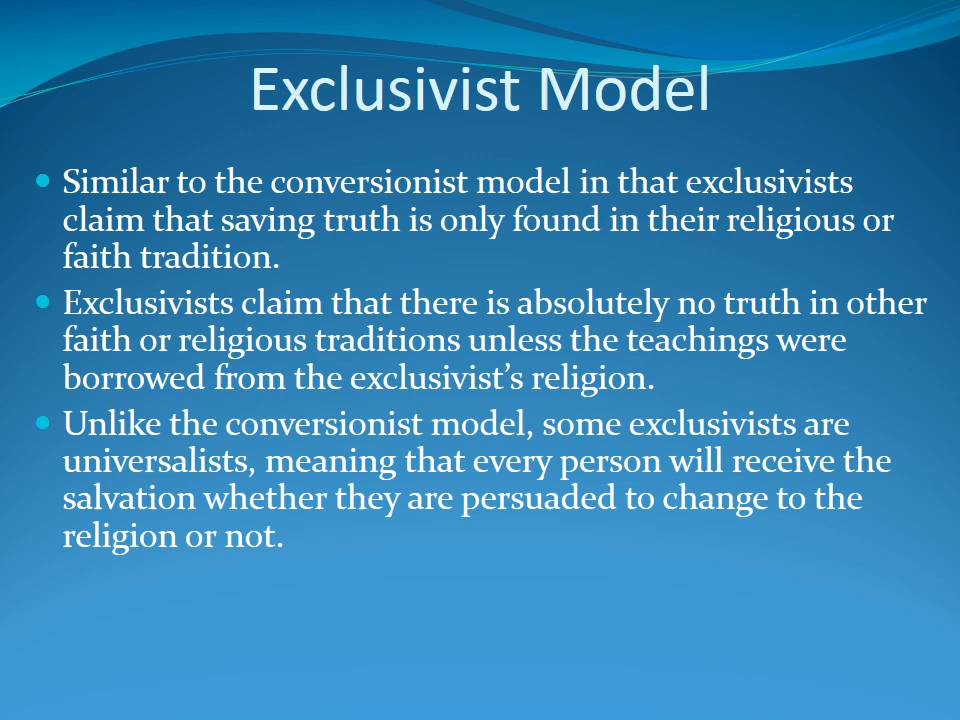 Exclusivist Model
• Similar to the conversionist model in that exclusivists
claim that saving truth is only found in their religious or
faith tradition.
• Exclusivists claim that there is absolutely no truth in other
faith or religious traditions unless the teachings were
borrowed from the exclusivist’s religion.
• Unlike the conversionist model, some exclusivists are
universalists, meaning that every person will receive the
salvation whether they are persuaded to change to the
religion or not.